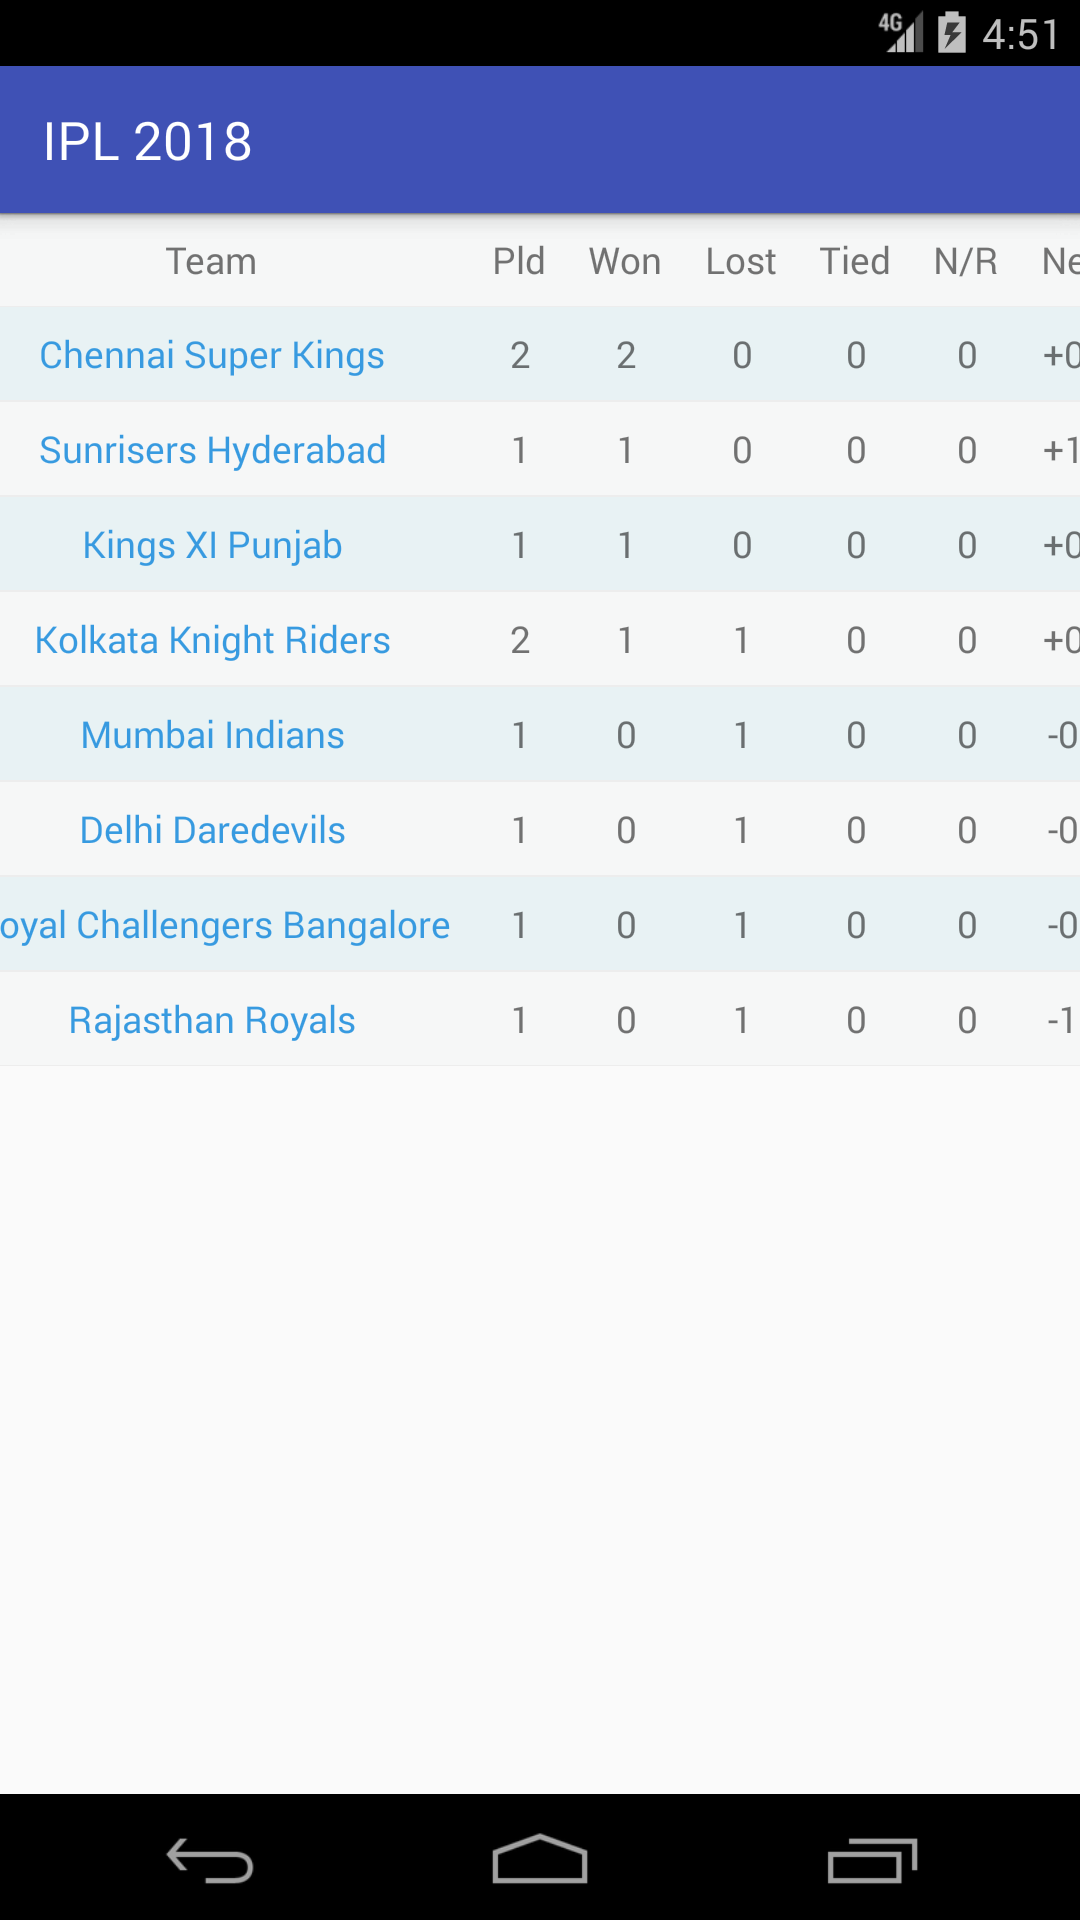 4G 4:51
IPL 2018
Team Pld Won Lost Tied N/R Ne
Chennai Super Kings 2 2 0 0 0 +0
Sunrisers Hyderabad 1 1 0 0 0 +1
Kings XI Punjab 1 1 0 0 0 +0
Kolkata Knight Riders 2 1 1 0 0 +0
Mumbai Indians 1 0 1 0 0 -0
Delhi Daredevils 1 0 1 0 0 -0
oyal Challengers Bangalore 1 0 1 0 0 -0
Rajasthan Royals 1 0 1 0 0 -1